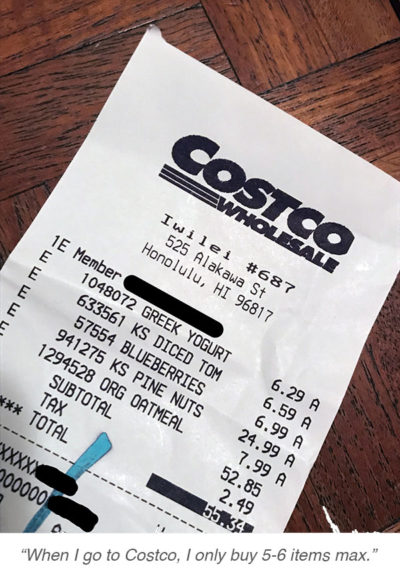 COSTCO
WHOLESALE
Iwilei #687
525 Alakawa St
Honolulu, HI 96817
1E Member
E 1048072 GREEK YOGURT 6.29 A
E 633561 KS DICED TOM 6.59 A
E 57554 BLUEBERRIES 6.99 A
E 941275 KS PINE NUTS 24.99 A
E 1294528 ORG OATMEAL 7.99 A
SUBTOTAL 52.85
TAX 2.49
*** TOTAL 55.34
“When I go to Costco, I only buy 5-6 items max.”